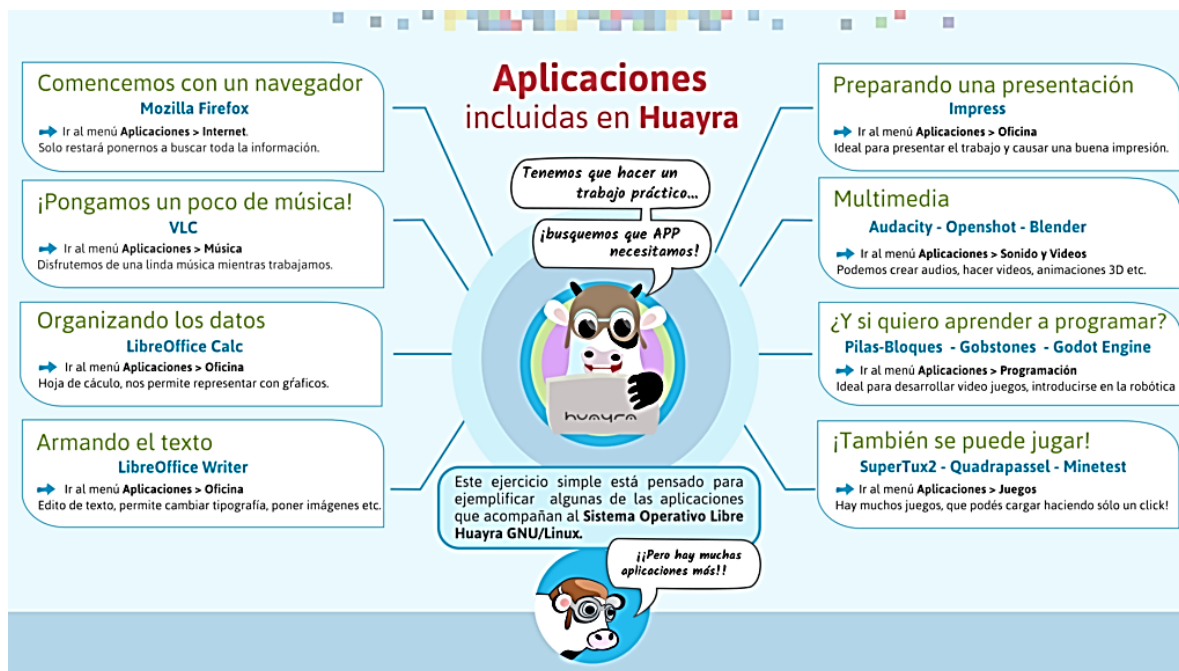 Aplicaciones
incluidas en Huayra
Comencemos con un navegador
Mozilla Firefox
Ir al menú Aplicaciones > Internet.
Solo restará ponernos a buscar toda la información.
¡Pongamos un poco de música!
VLC
Ir al menú Aplicaciones > Música
Disfrutemos de una linda música mientras trabajamos.
Organizando los datos
LibreOffice Calc
Ir al menú Aplicaciones > Oficina
Hoja de cáculo, nos permite representar con gŕaficos.
Armando el texto
LibreOffice Writer
Ir al menú Aplicaciones > Oficina
Edito de texto, permite cambiar tipografía, poner imágenes etc.
Tenemos que hacer un
trabajo práctico...
¡busquemos que APP
necesitamos!
huayra
Este ejercicio simple está pensado para
ejemplificar algunas de las aplicaciones
que acompañan al Sistema Operativo Libre
Huayra GNU/Linux.
¡¡Pero hay muchas
aplicaciones más!!
Preparando una presentación
Impress
Ir al menú Aplicaciones > Oficina
Ideal para presentar el trabajo y causar una buena impresión.
Multimedia
Audacity - Openshot - Blender
Ir al menú Aplicaciones > Sonido y Videos
Podemos crear audios, hacer videos, animaciones 3D etc.
¿Y si quiero aprender a programar?
Pilas-Bloques - Gobstones - Godot Engine
Ir al menú Aplicaciones > Programación
Ideal para desarrollar video juegos, introducirse en la robótica
¡También se puede jugar!
SuperTux2 - Quadrapassel - Minetest
Ir al menú Aplicaciones > Juegos
Hay muchos juegos, que podés cargar haciendo sólo un click!